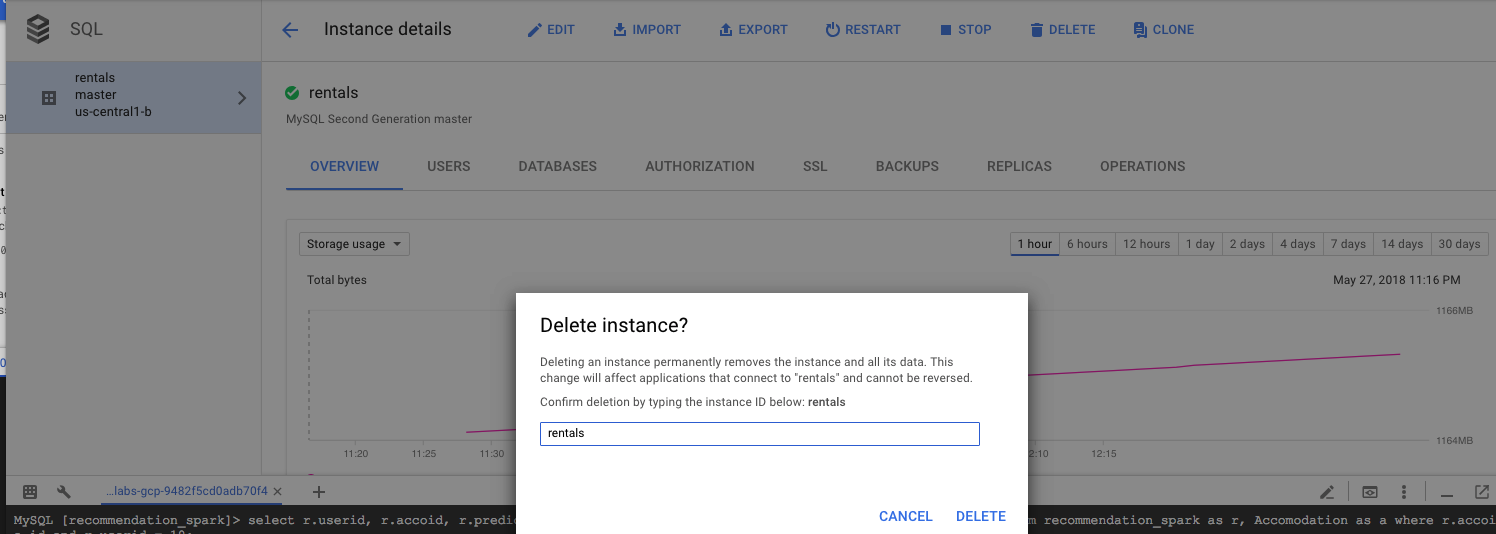 SQL
Instance details
EDIT
IMPORT
EXPORT
RESTART
STOP
DELETE
CLONE
rentals
master
us-central1-b
rentals
MySQL Second Generation master
OVERVIEW
USERS
DATABASES
AUTHORIZATION
SSL
BACKUPS
REPLICAS
OPERATIONS
Storage usage
1 hour
6 hours
12 hours
1 day
2 days
4 days
7 days
14 days
30 days
Total bytes
May 27, 2018 11:16 PM
1166MB
1164MB
11:20
11:25
11:30
2:10
12:15
Delete instance?
Deleting an instance permanently removes the instance and all its data. This
change will affect applications that connect to "rentals" and cannot be reversed.
Confirm deletion by typing the instance ID below: rentals
rentals
CANCEL
DELETE
...labs-gcp-9482f5cd0adb70f4
MySQL [recommendation_spark]> select r.userid, r.accoid, r.predic
m recommendation_spark as r, Accomodation as a where r.accoi